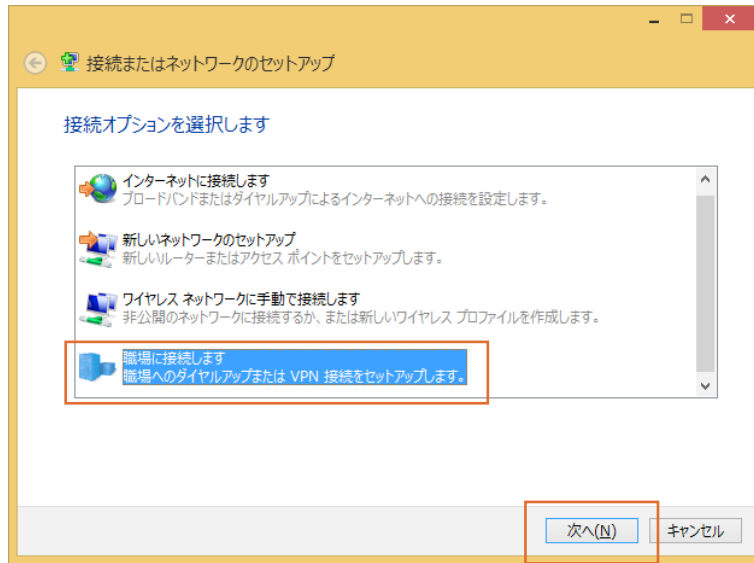 接続またはネットワークのセットアップ
接続オプションを選択します
インターネットに接続します
ブロードバンドまたはダイヤルアップによるインターネットへの接続を設定します。
新しいネットワークのセットアップ
新しいルーターまたはアクセス ポイントをセットアップします。
ワイヤレス ネットワークに手動で接続します
非公開のネットワークに接続するか、または新しいワイヤレス プロファイルを作成します。
職場に接続します
職場へのダイヤルアップまたは VPN 接続をセットアップします。
次へ(N)
キャンセル